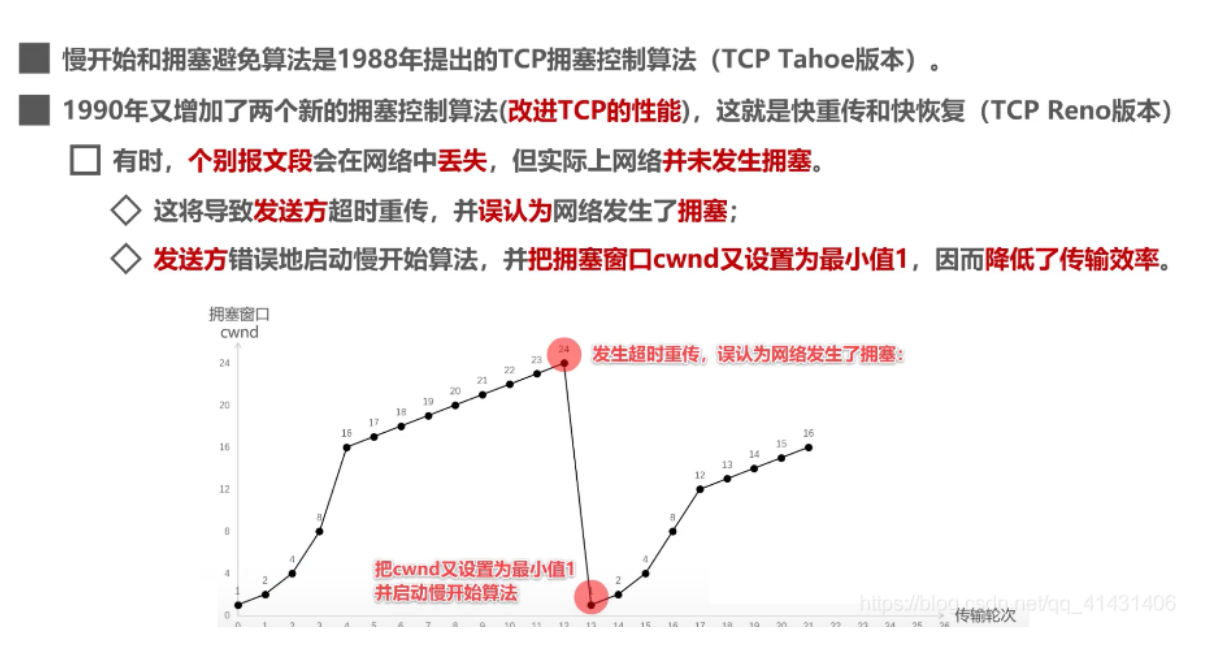 慢开始和拥塞避免算法是1988年提出的TCP拥塞控制算法（TCP Tahoe版本）。
1990年又增加了两个新的拥塞控制算法(改进TCP的性能)，这就是快重传和快恢复（TCP Reno版本）
有时，个别报文段会在网络中丢失，但实际上网络并未发生拥塞。
这将导致发送方超时重传，并误认为网络发生了拥塞；
发送方错误地启动慢开始算法，并把拥塞窗口cwnd又设置为最小值1，因而降低了传输效率。
拥塞窗口
cwnd
24
20
16
12
8
4
0
1
2
4
8
16
17
18
19
20
21
22
23
24
发生超时重传，误认为网络发生了拥塞：
把cwnd又设置为最小值1
并启动慢开始算法
2
4
8
12
13
14
15
16
https://blog.csdn.net/qq_41431406
传输轮次
0 1 2 3 4 5 6 7 8 9 10 11 12 13 14 15 16 17 18 19 20 21 22 23 24 25 26